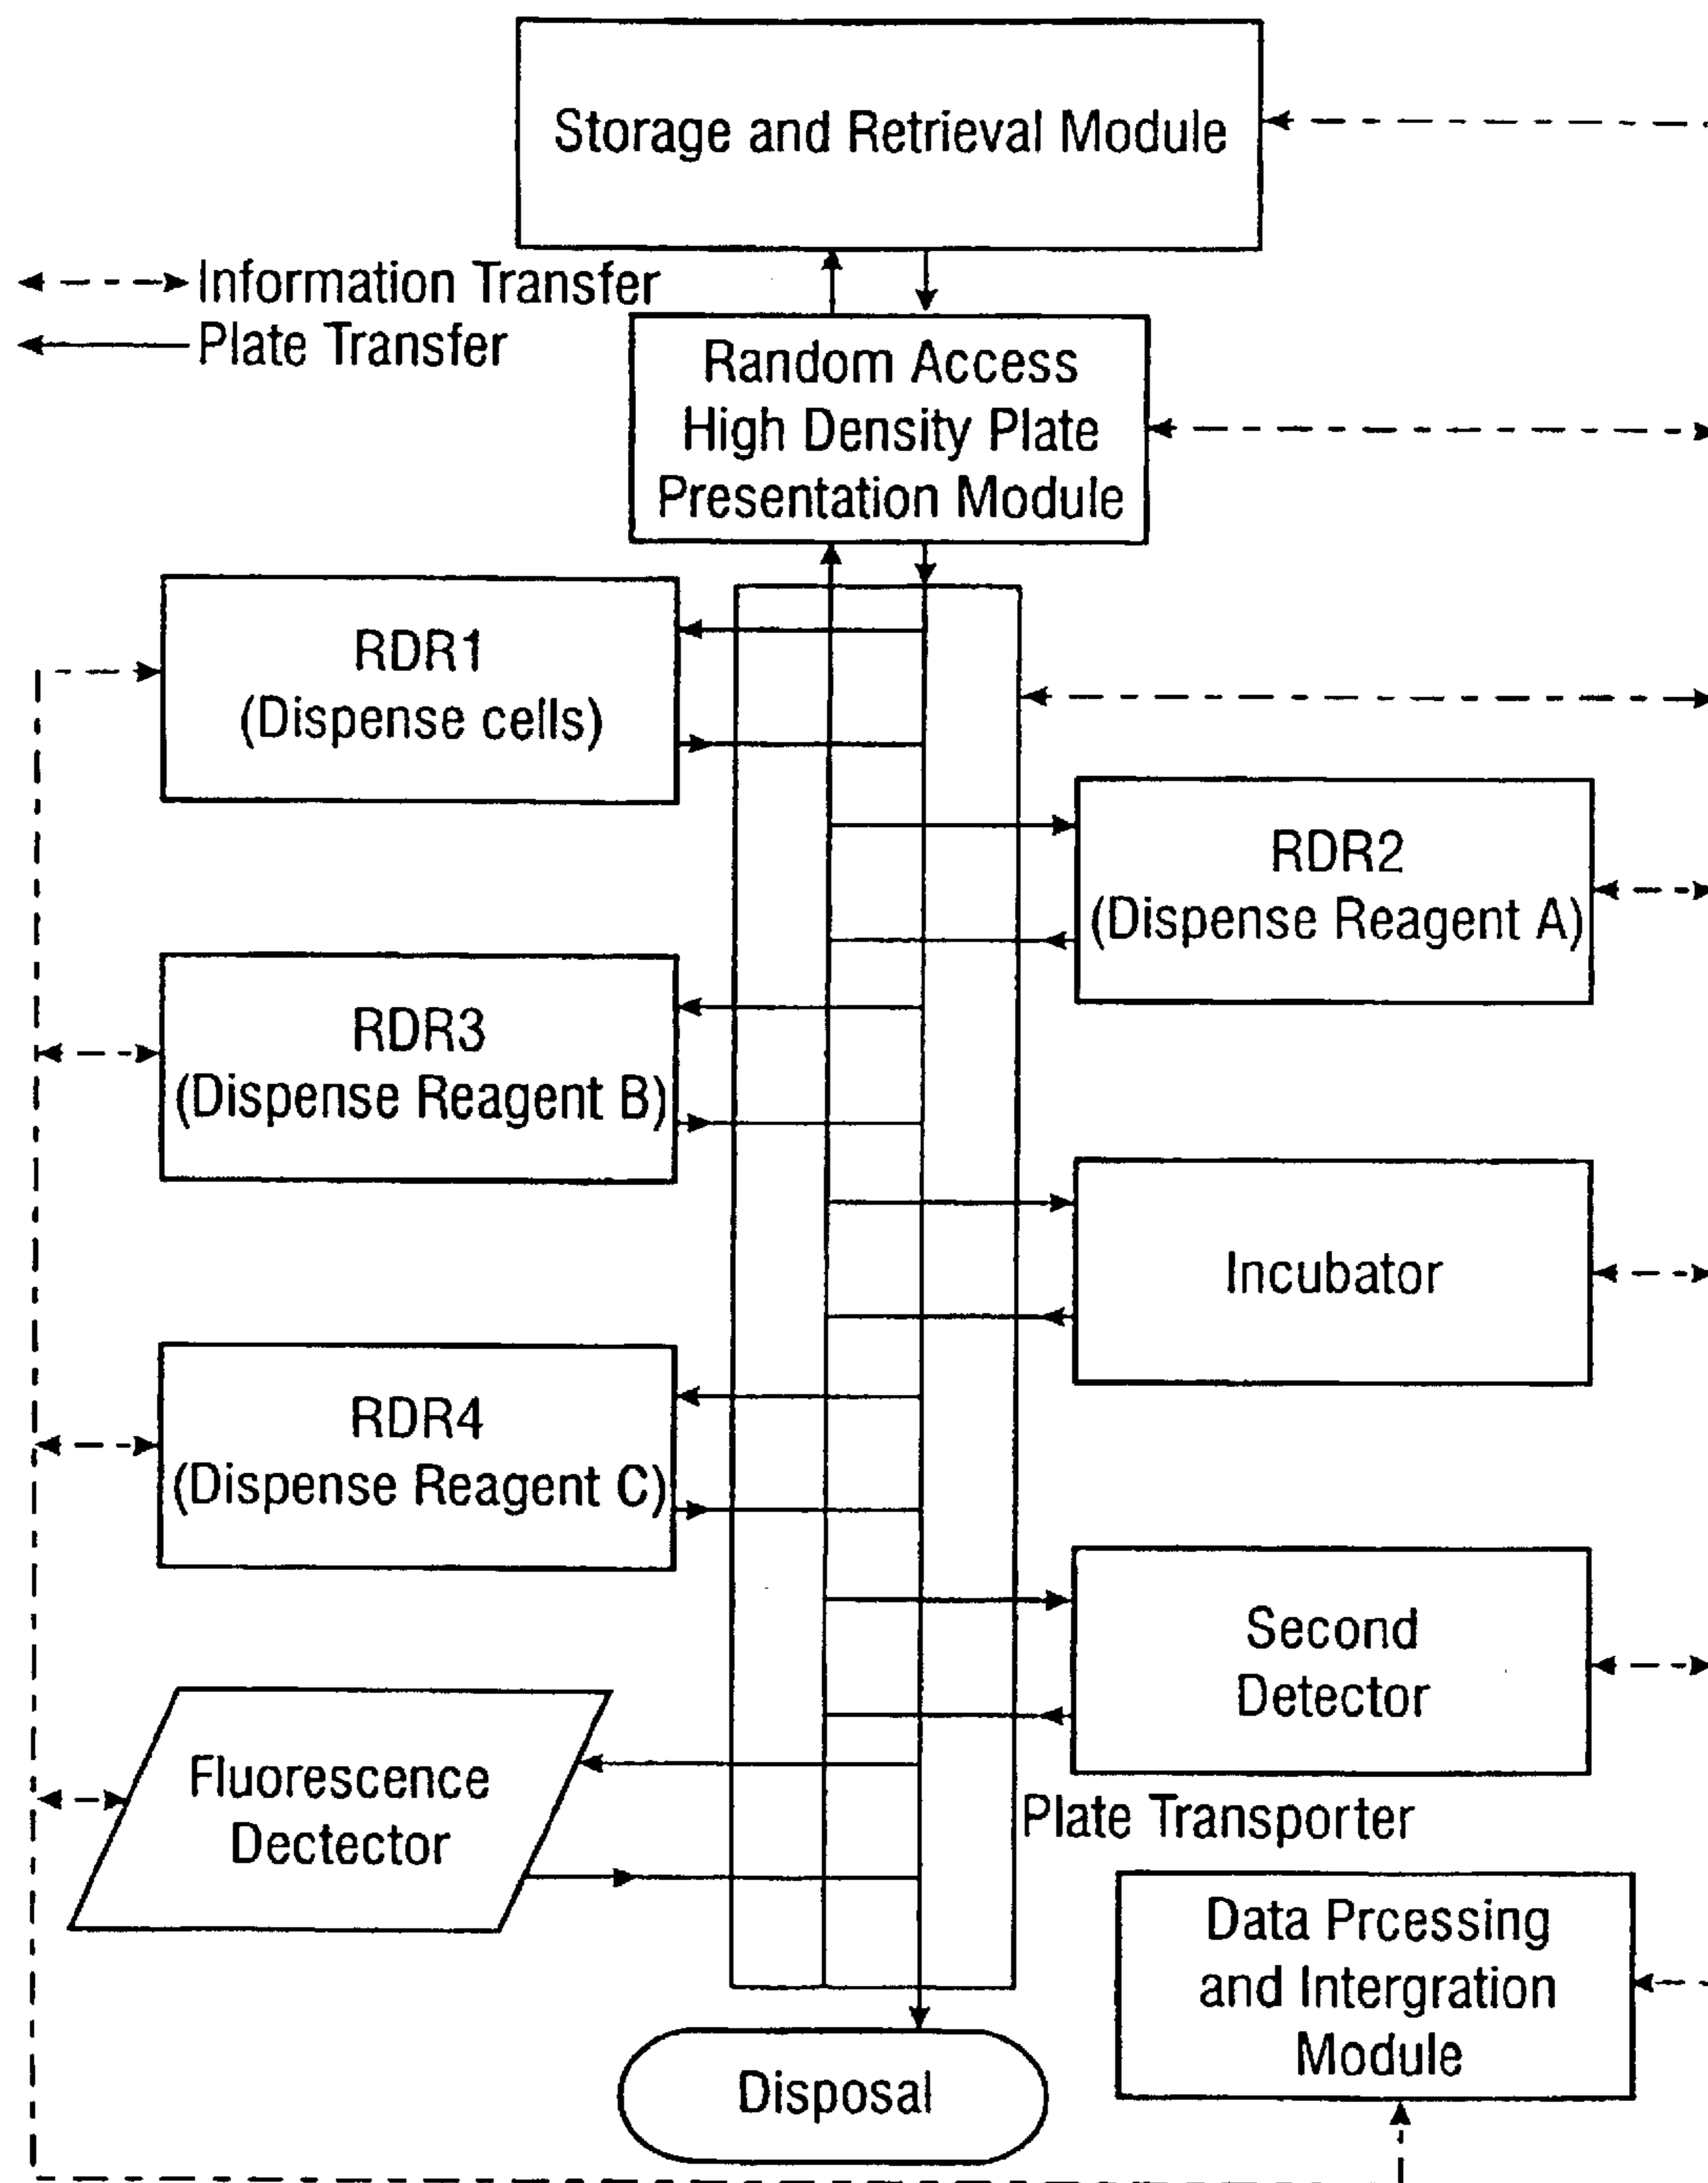 Storage and Retrieval Module
Information Transfer
Plate Transfer
Random Access
High Density Plate
Presentation Module
RDR1
(Dispense cells)
RDR2
(Dispense Reagent A)
RDR3
(Dispense Reagent B)
Incubator
RDR4
(Dispense Reagent C)
Second
Detector
Fluorescence
Dectector
Plate Transporter
Data Prcessing
and Intergration
Module
Disposal